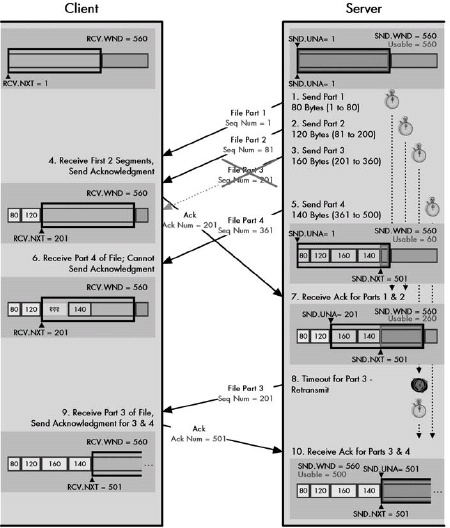 Client
Server
RCV.WND = 560
RCV.NXT = 1
SND.WND = 560
SND.UNA= 1
Usable = 560
SND.UNA= 1
File Part 1
Seq Num = 1
1. Send Part 1
80 Bytes (1 to 80)
File Part 2
Seq Num = 81
2. Send Part 2
120 Bytes (81 to 200)
File Part 3
Seq Num = 201
3. Send Part 3
160 Bytes (201 to 360)
4. Receive First 2 Segments,
Send Acknowledgment
RCV.WND = 560
80 120
RCV.NXT = 201
Ack
Ack Num = 201
File Part 4
Seq Num = 361
5. Send Part 4
140 Bytes (361 to 500)
SND.WND = 560
SND.UNA= 1
Usable = 60
80 120 160 140
SND.NXT = 501
6. Receive Part 4 of File; Cannot
Send Acknowledgment
RCV.WND = 560
80 120 ??? 140
RCV.NXT = 201
7. Receive Ack for Parts 1 & 2
SND.WND = 560
SND.UNA= 201
Usable = 260
80 120 160 140
SND.NXT = 501
8. Timeout for Part 3 -
Retransmit
File Part 3
Seq Num = 201
9. Receive Part 3 of File,
Send Acknowledgment for 3 & 4
RCV.WND = 560
80 120 160 140 ...
RCV.NXT = 501
Ack
Ack Num = 501
10. Receive Ack for Parts 3 & 4
SND.WND = 560
SND.UNA= 501
Usable = 500
80 120 160 140 ...
SND.NXT = 501